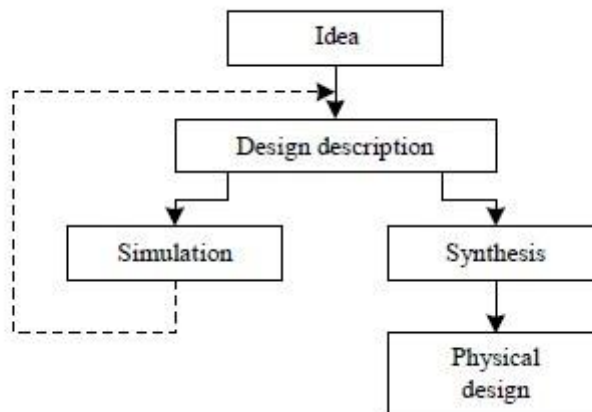 Idea
Design description
Simulation
Synthesis
Physical
design